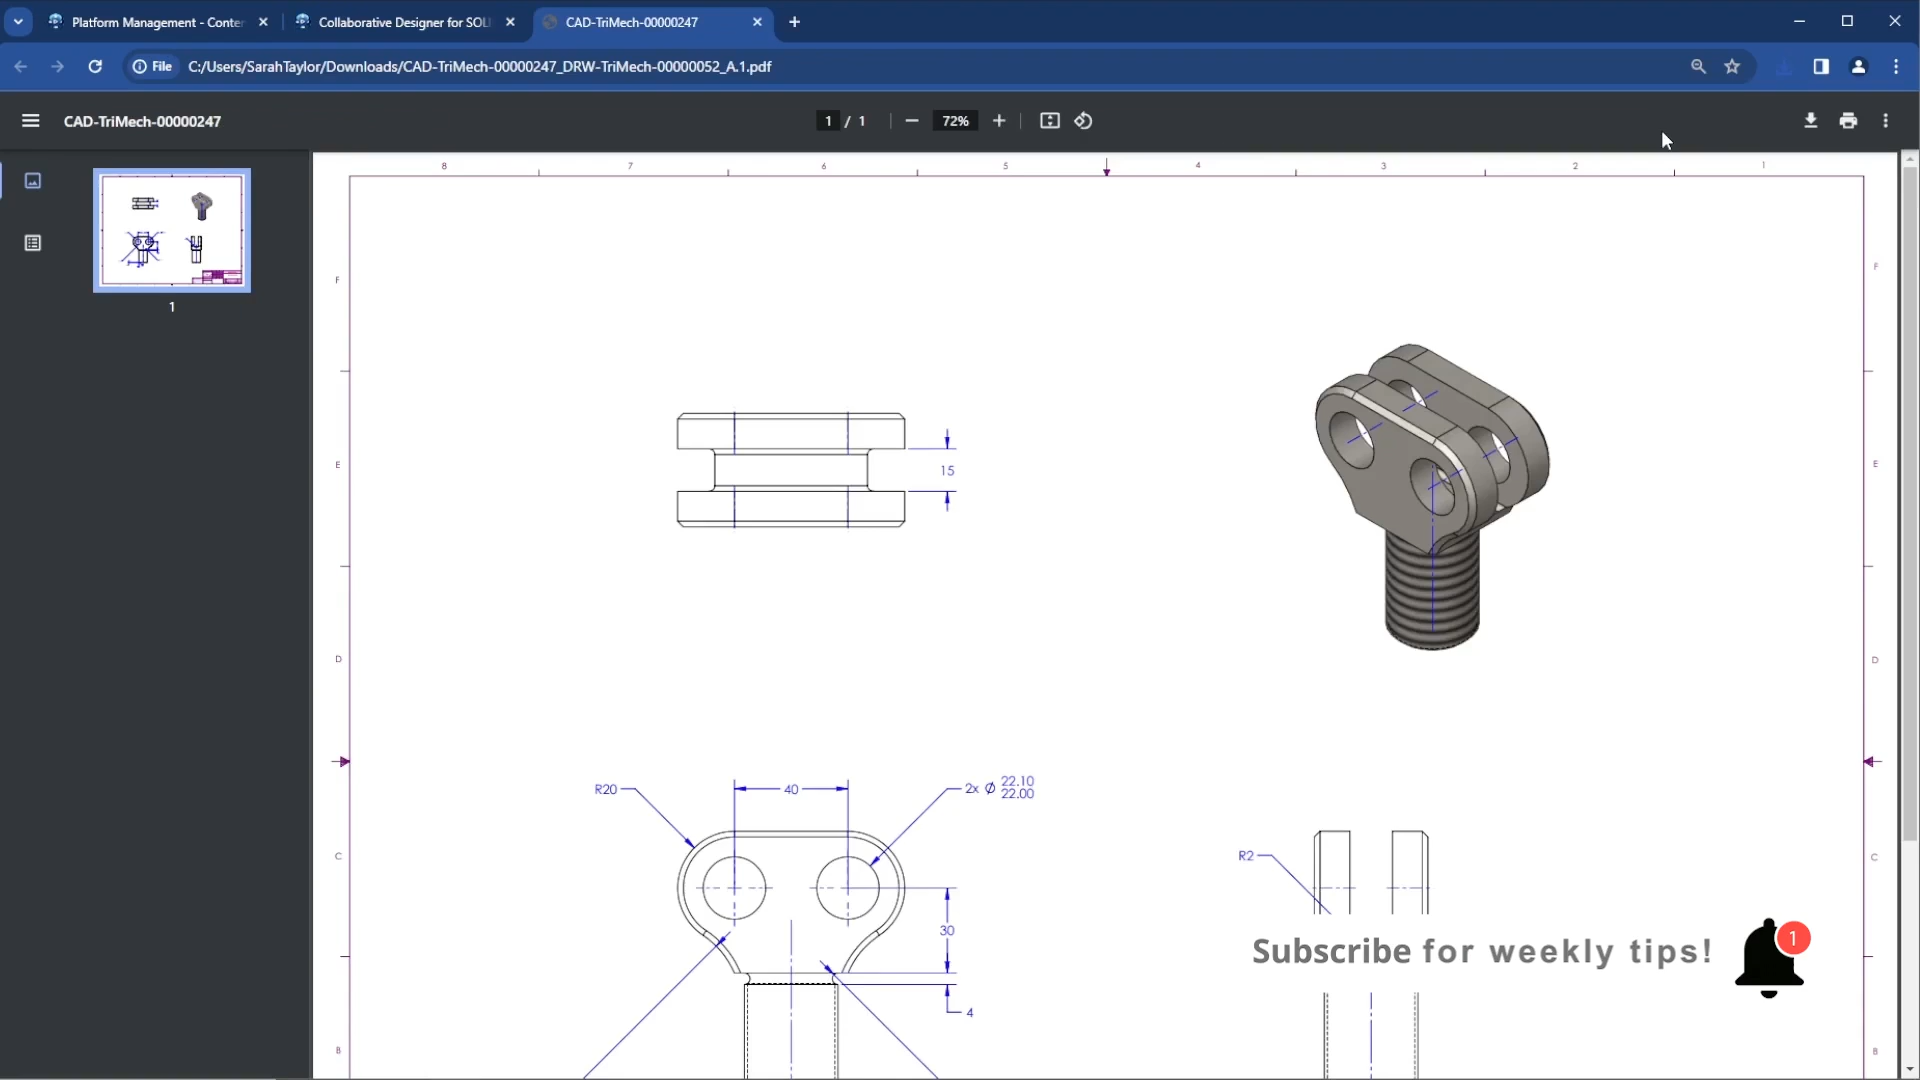 Platform Management - Conter
Collaborative Designer for SOLI
CAD-TriMech-00000247
File
C:/Users/SarahTaylor/Downloads/CAD-TriMech-00000247_DRW-TriMech-00000052_A.1.pdf
CAD-TriMech-00000247
1 / 1
72%
1
8 7 6 5 4 3 2 1
F F
E E
15
D D
R20
40
2x Ø 22.10
22.00
C C
R2
30
4
Subscribe for weekly tips!
1
B B